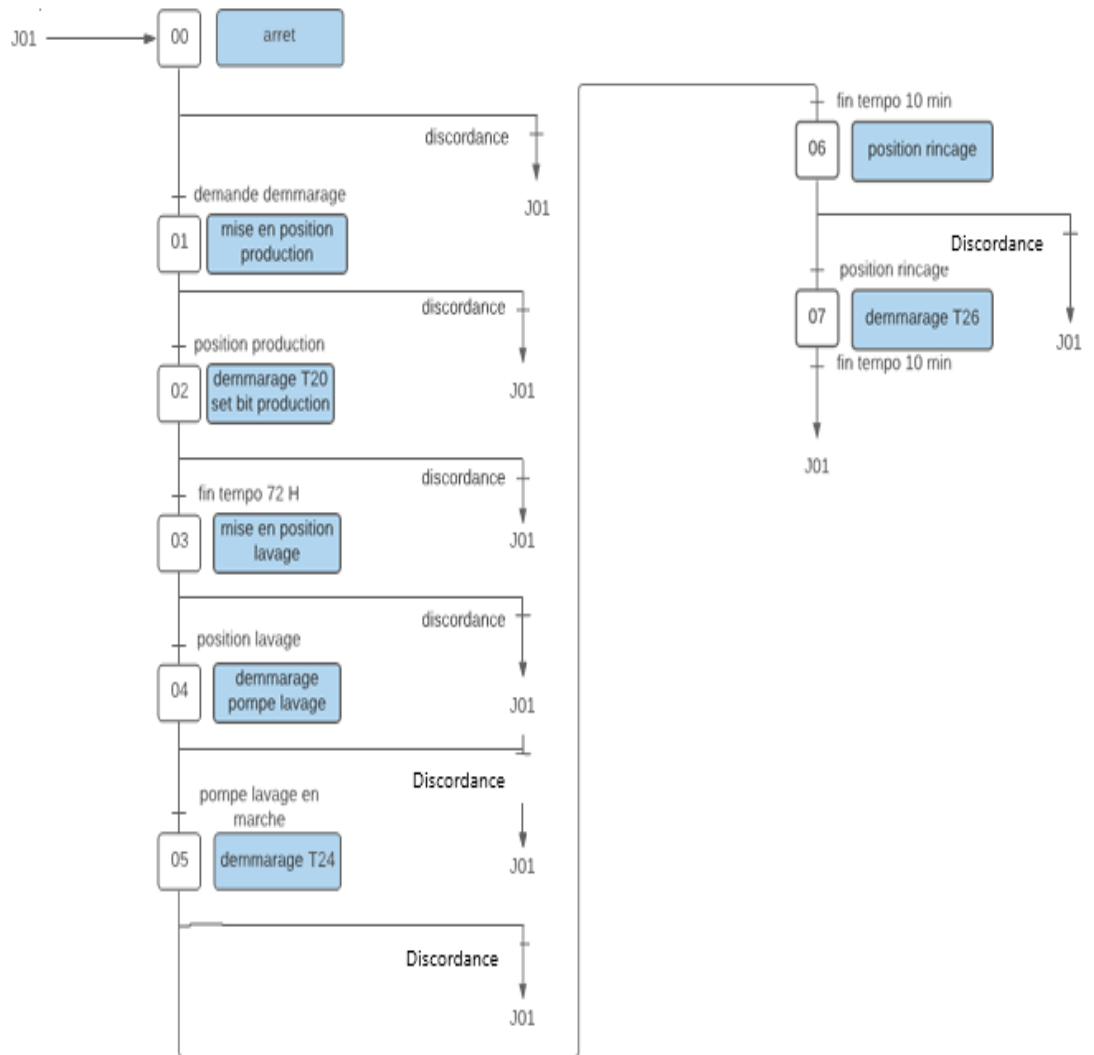 J01
00
arret
discordance
J01
demande demmarage
01
mise en position
production
discordance
J01
position production
02
demmarage T20
set bit production
discordance
J01
fin tempo 72 H
03
mise en position
lavage
discordance
J01
position lavage
04
demmarage
pompe lavage
Discordance
J01
pompe lavage en
marche
05
demmarage T24
Discordance
J01
fin tempo 10 min
06
position rincage
Discordance
J01
position rincage
07
demmarage T26
fin tempo 10 min
J01